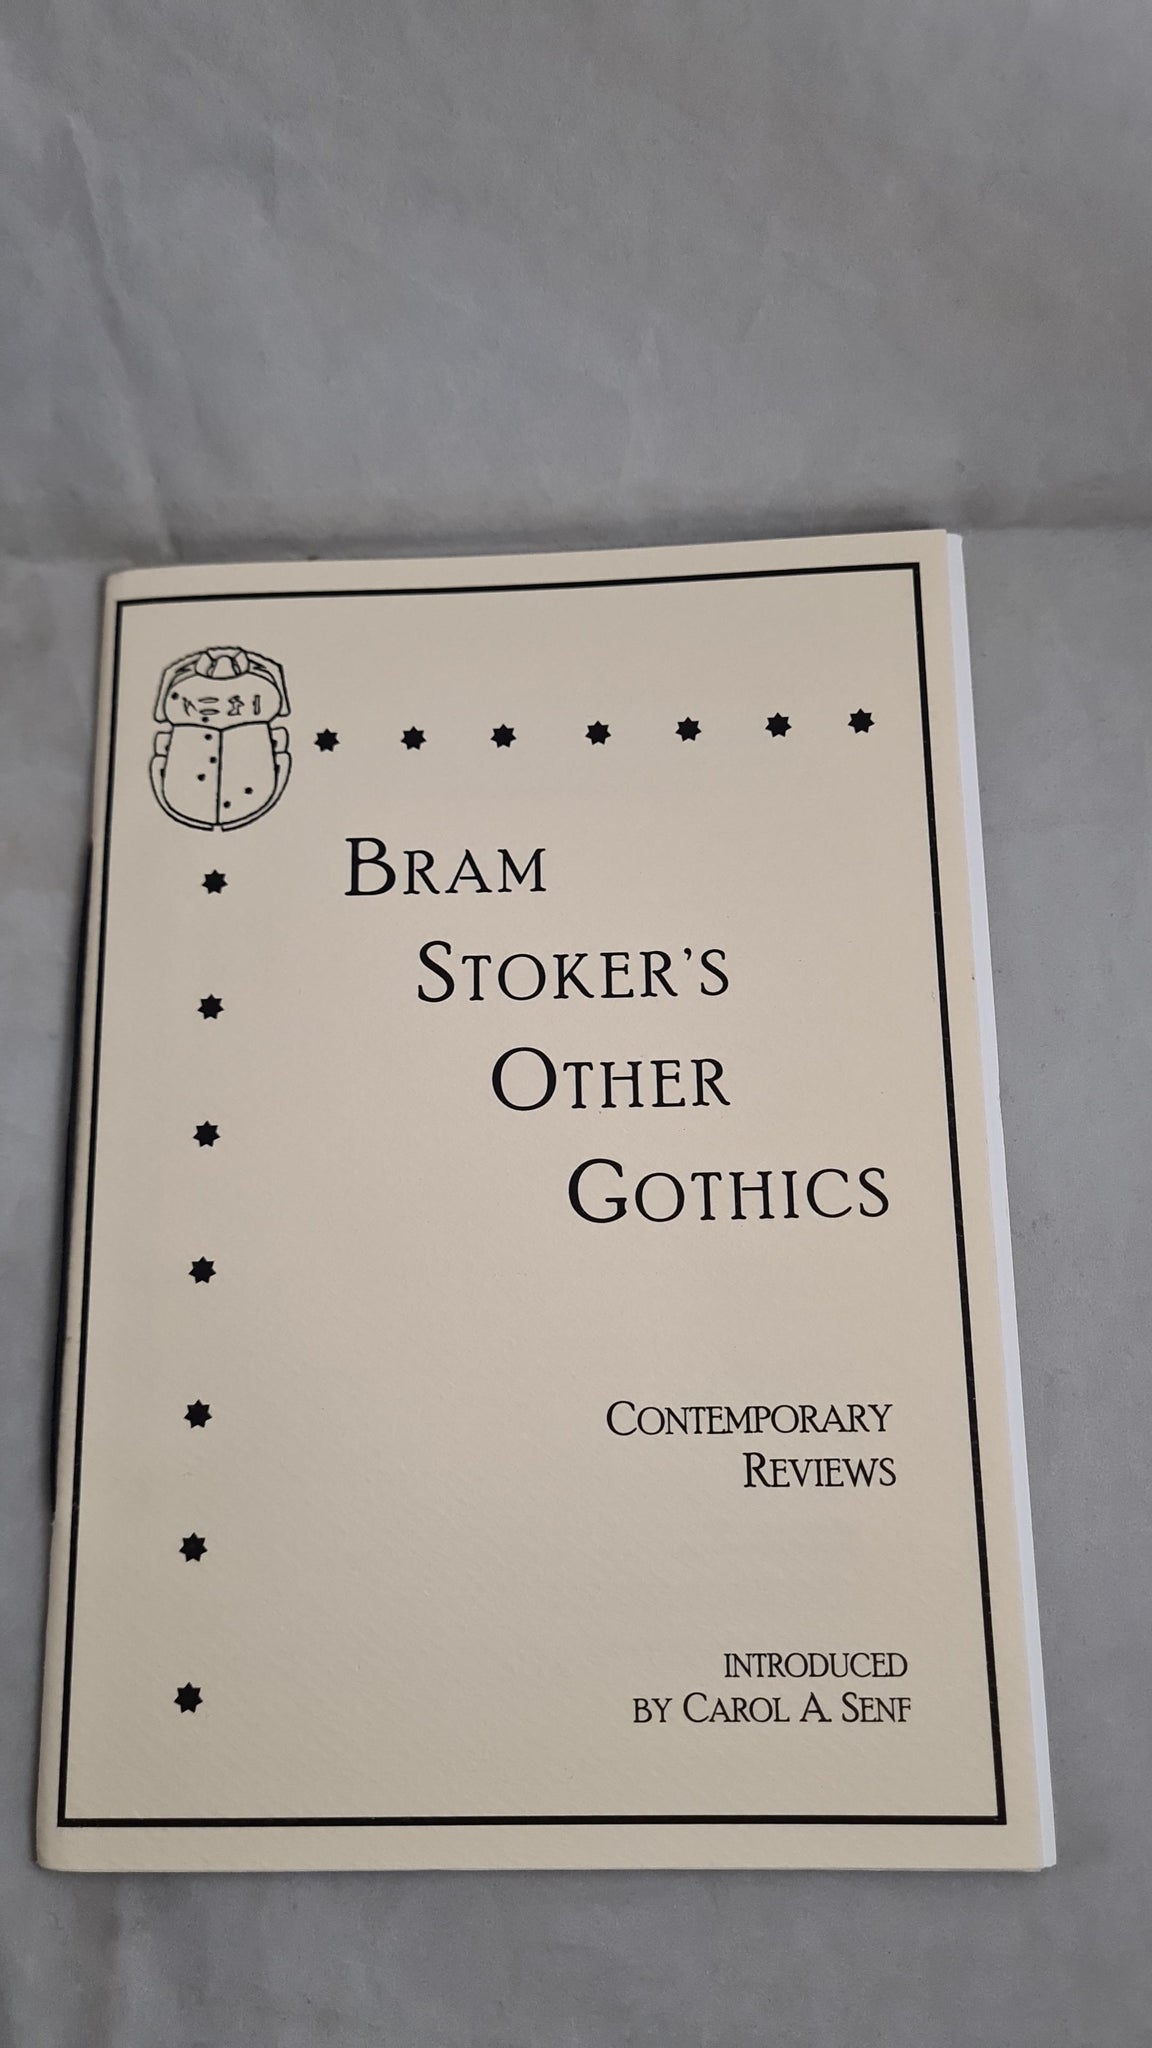 BRAM
STOKER'S
OTHER
GOTHICS
CONTEMPORARY
REVIEWS
INTRODUCED
BY CAROL A. SENF